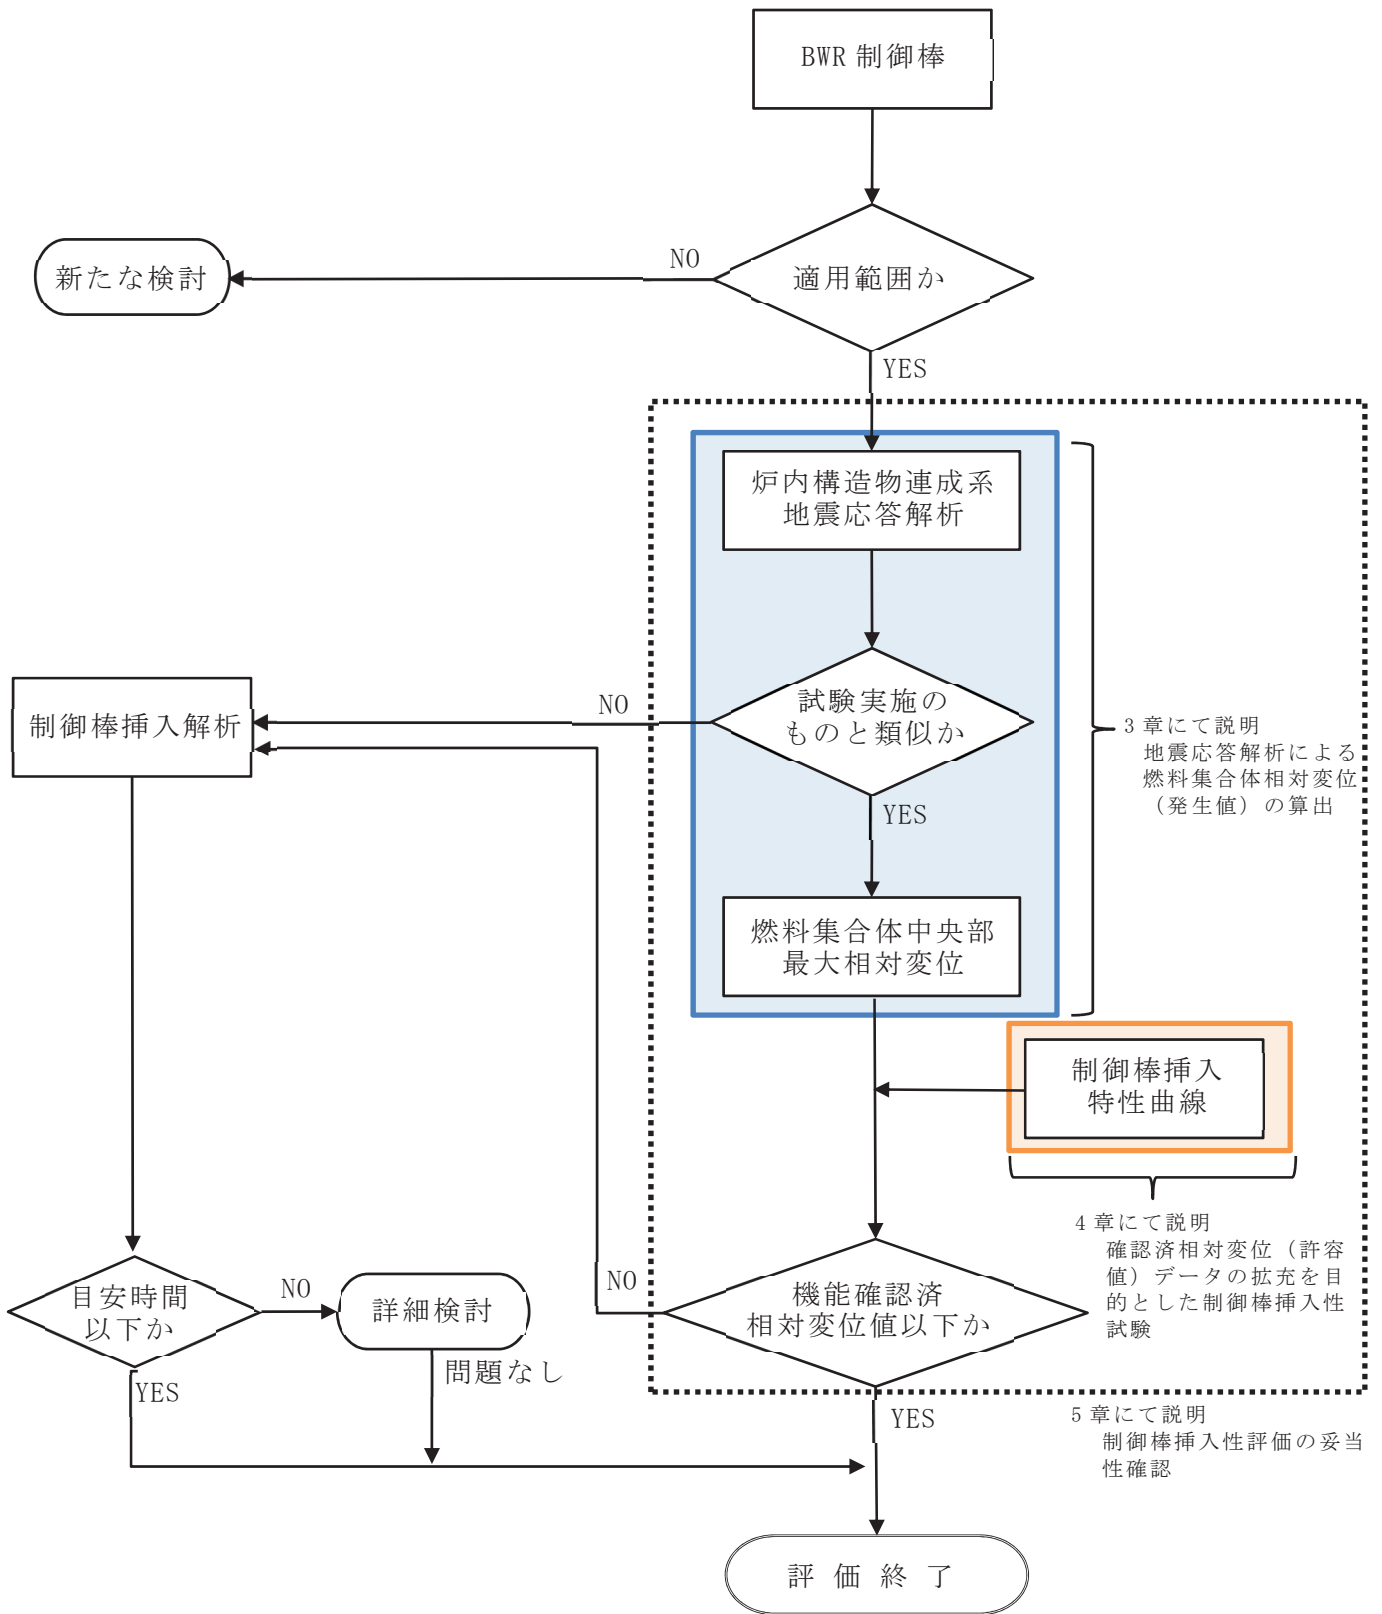 BWR 制御棒
適用範囲か
NO
新たな検討
YES
炉内構造物連成系
地震応答解析
試験実施の
ものと類似か
NO
制御棒挿入解析
3 章にて説明
地震応答解析による
燃料集合体相対変位
（発生値）の算出
YES
燃料集合体中央部
最大相対変位
制御棒挿入
特性曲線
4 章にて説明
確認済相対変位（許容
値）データの拡充を目
的とした制御棒挿入性
試験
機能確認済
相対変位値以下か
NO
目安時間
以下か
NO
詳細検討
問題なし
YES
YES
5 章にて説明
制御棒挿入性評価の妥当
性確認
評 価 終 了